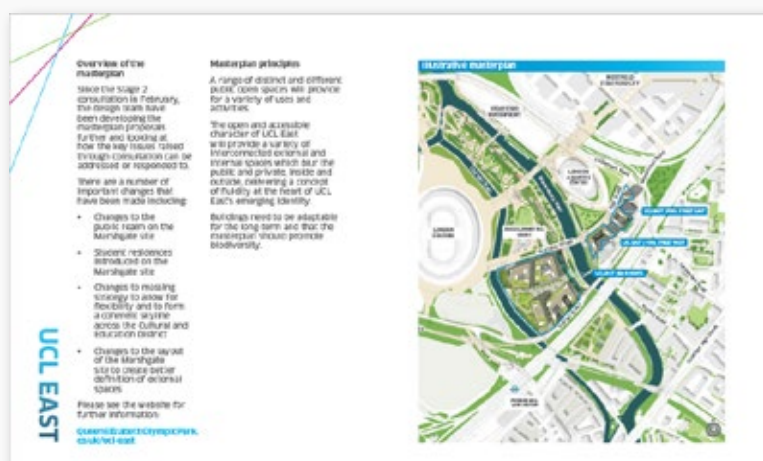 Overview of the
masterplan
Since the Stage 2
consultation in February,
the design team have
been developing the
masterplan proposals
further and looking at
how the key issues raised
through consultation can be
addressed or responded to.
There are a number of
important changes that
have been made including:
• Changes to the
public realm on the
Marshgate site
• Student residences
introduced on the
Marshgate site
• Changes to massing
strategy to allow for
flexibility and to form
a coherent skyline
across the Cultural and
Education District
• Changes to the layout
of the Marshgate
site to create better
definition of external
spaces
Please see the website for
further information:
QueenElizabethOlympicPark.
co.uk/ucl-east
Masterplan principles
A range of distinct and different
public open spaces will provide
for a variety of uses and
activities.
The open and accessible
character of UCL East
will provide a variety of
interconnected external and
internal spaces which blur the
public and private, inside and
outside, delivering a concept
of fluidity at the heart of UCL
East's emerging identity.
Buildings need to be adaptable
for the long term and that the
masterplan should promote
biodiversity.
UCL EAST
Illustrative masterplan
STRATFORD
WATERFRONT
LONDON
AQUATICS
CENTRE
LONDON
STADIUM